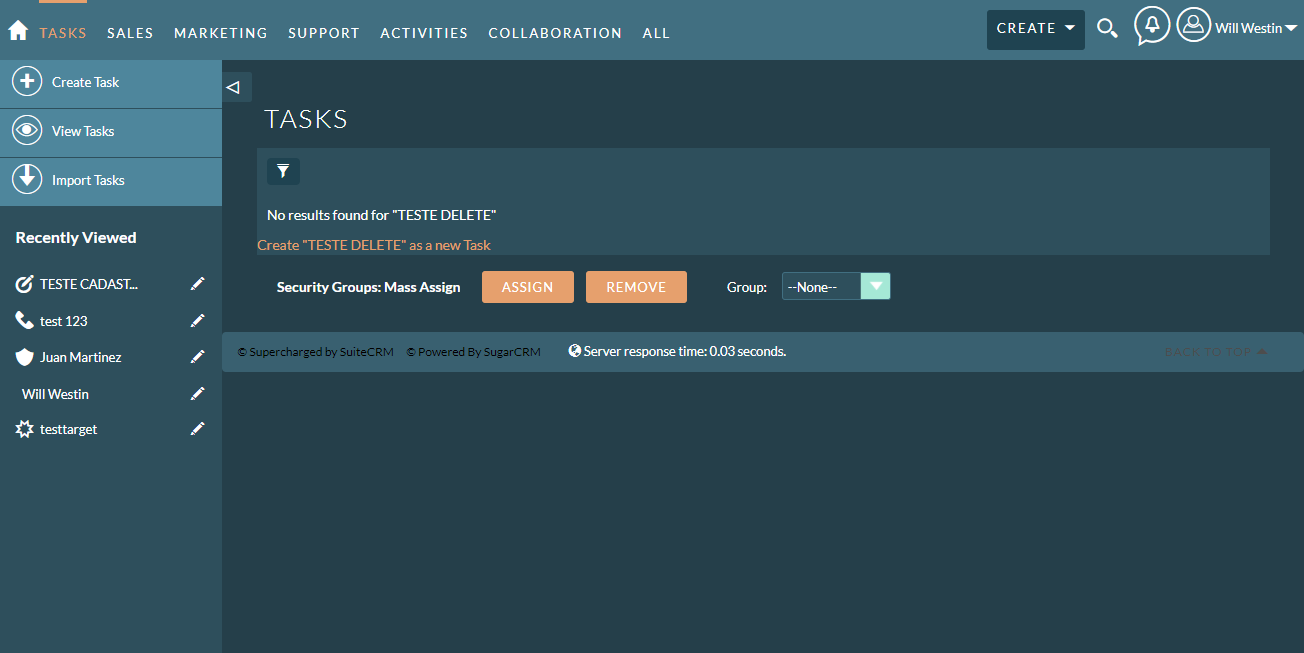 TASKS SALES MARKETING SUPPORT ACTIVITIES COLLABORATION ALL CREATE Will Westin
Create Task
View Tasks
Import Tasks
Recently Viewed
TESTE CADAST...
test 123
Juan Martinez
Will Westin
testtarget
TASKS
No results found for "TESTE DELETE"
Create "TESTE DELETE" as a new Task
Security Groups: Mass Assign ASSIGN REMOVE Group: --None--
© Supercharged by SuiteCRM © Powered By SugarCRM Server response time: 0.03 seconds. BACK TO TOP